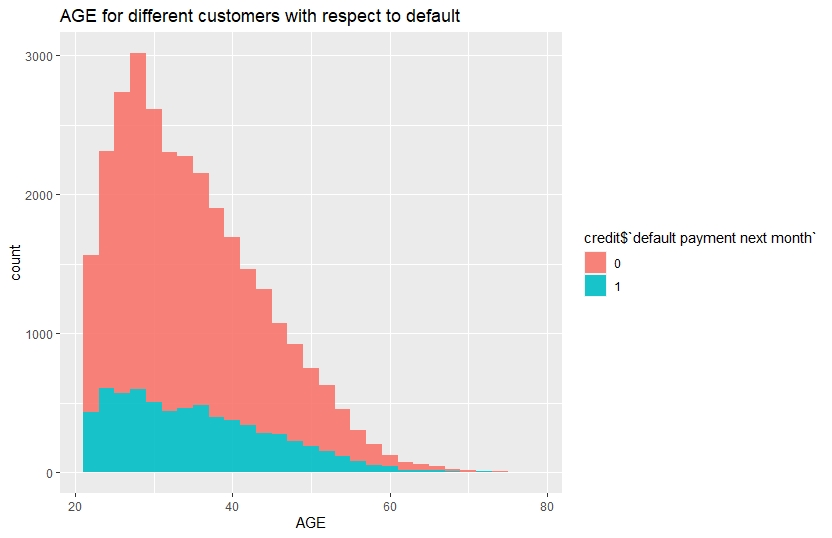 AGE for different customers with respect to default
3000
2000
1000
0
count
20
40
60
80
AGE
credit$`default payment next month`
0
1